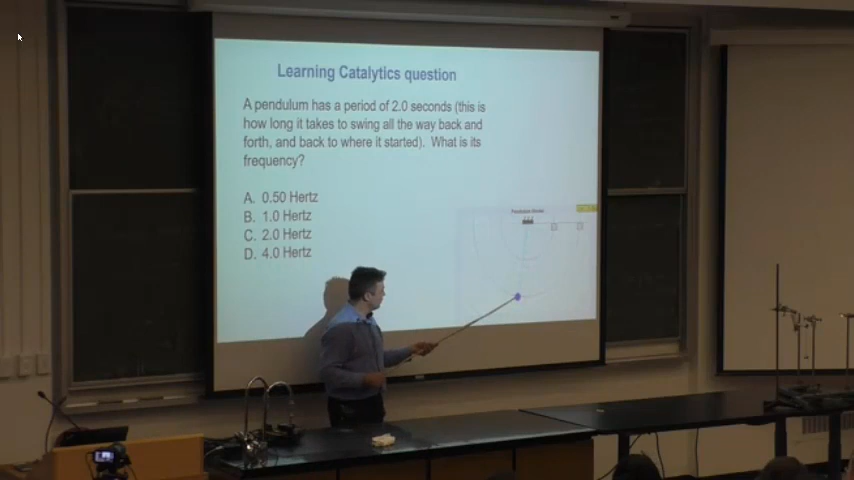 Learning Catalytics question
A pendulum has a period of 2.0 seconds (this is
how long it takes to swing all the way back and
forth, and back to where it started).  What is its
frequency?
A. 0.50 Hertz
B. 1.0 Hertz
C. 2.0 Hertz
D. 4.0 Hertz